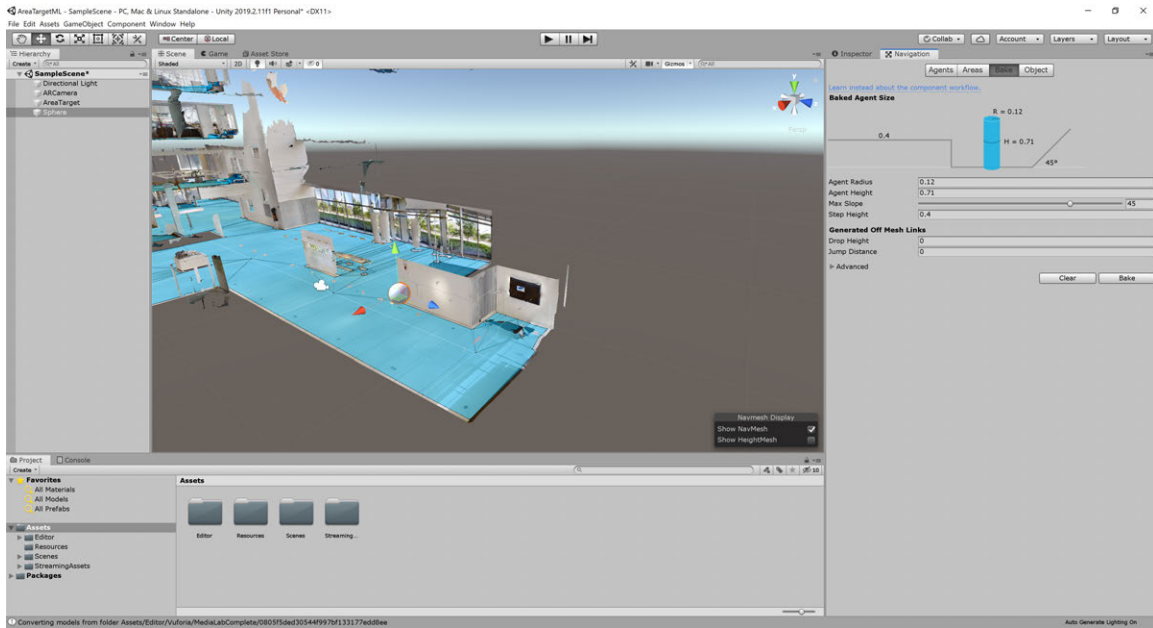 AreaTargetML - SampleScene - PC, Mac & Linux Standalone - Unity 2019.2.11f1 Personal* <DX11>
File Edit Assets GameObject Component Window Help
Center Local
Collab Account Layers Layout
Hierarchy
Create All
SampleScene*
Directional Light
ARCamera
AreaTarget
Sphere
Scene Game Asset Store
Shaded 2D 0 Gizmos All
y
Persp
Navmesh Display
Show NavMesh
Show HeightMesh
Inspector Navigation
Agents Areas Bake Object
Learn instead about the component workflow.
Baked Agent Size
R = 0.12
0.4
H = 0.71
45°
Agent Radius 0.12
Agent Height 0.71
Max Slope 45
Step Height 0.4
Generated Off Mesh Links
Drop Height 0
Jump Distance 0
Advanced
Clear Bake
Project Console
Create 10
Favorites
All Materials
All Models
All Prefabs
Assets
Editor
Resources
Scenes
StreamingAssets
Packages
Assets
Editor Resources Scenes Streaming...
Converting models from folder Assets/Editor/Vuforia/MediaLabComplete/0805f5ded30544f997bf133177edd8ee
Auto Generate Lighting On